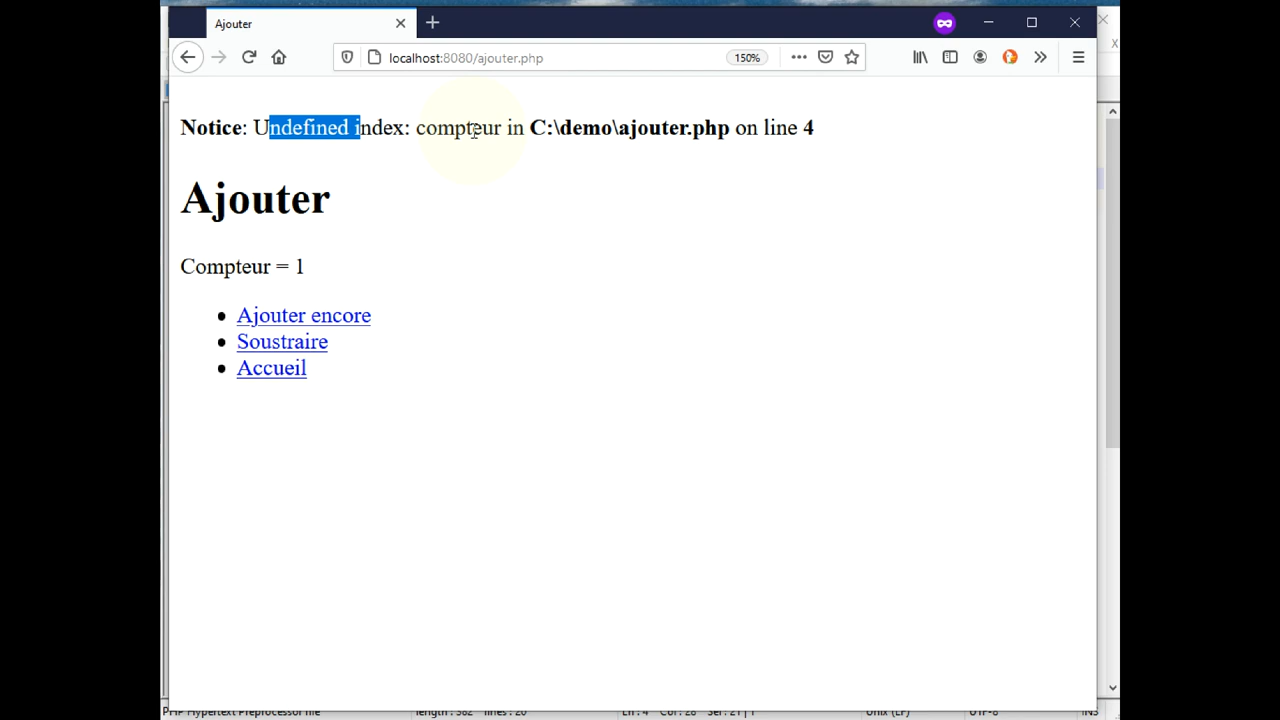 Ajouter
localhost:8080/ajouter.php
150%
Notice: Undefined index: compteur in C:\demo\ajouter.php on line 4
Ajouter
Compteur = 1
Ajouter encore
Soustraire
Accueil